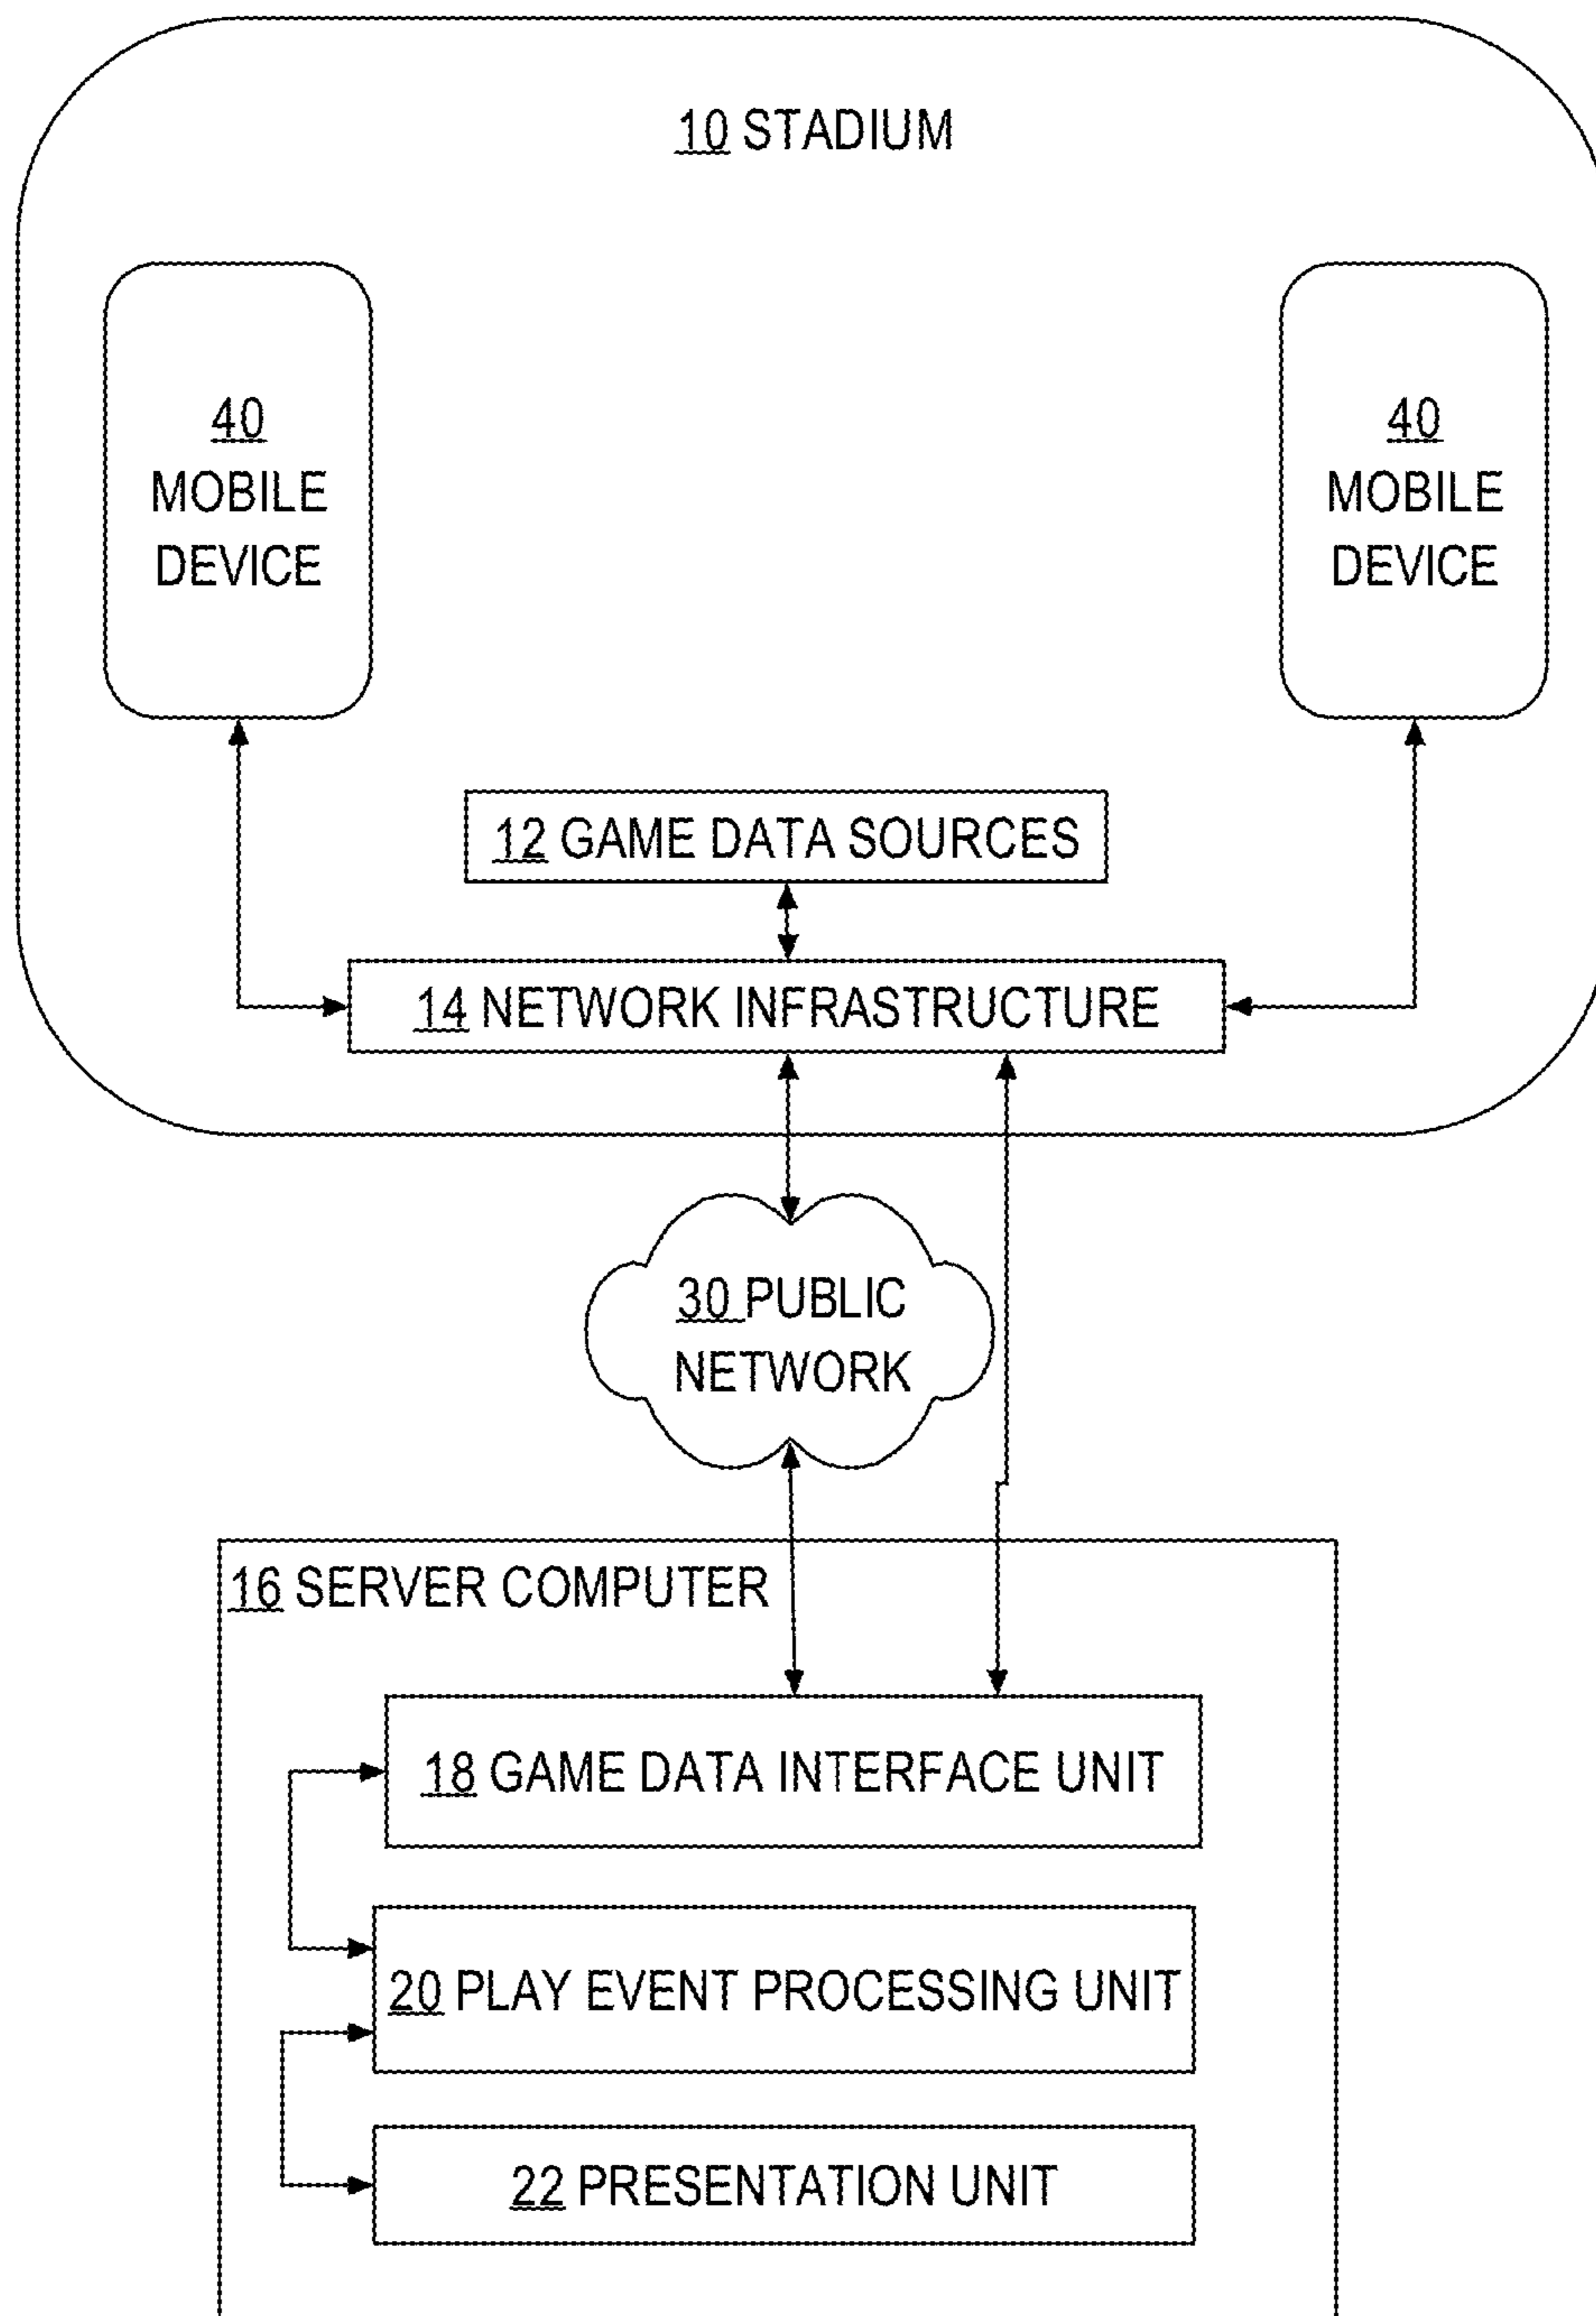 10 STADIUM
40
MOBILE
DEVICE
40
MOBILE
DEVICE
12 GAME DATA SOURCES
14 NETWORK INFRASTRUCTURE
30 PUBLIC
NETWORK
16 SERVER COMPUTER
18 GAME DATA INTERFACE UNIT
20 PLAY EVENT PROCESSING UNIT
22 PRESENTATION UNIT